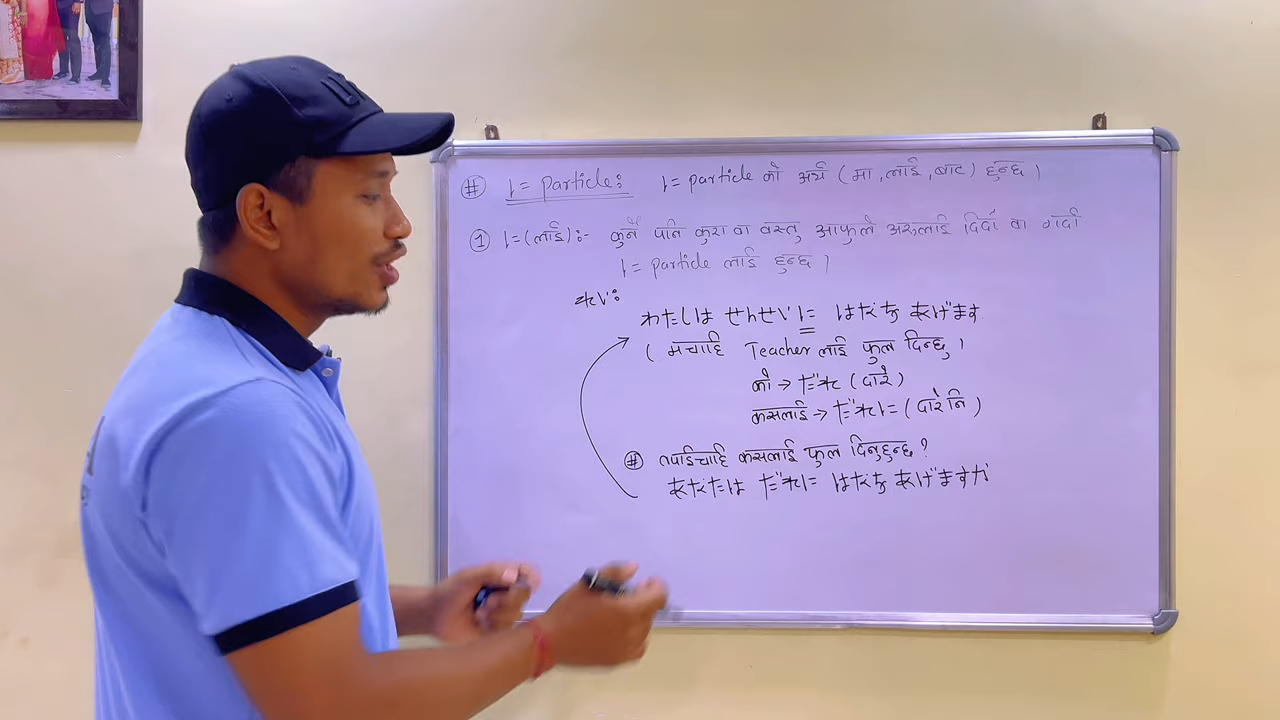 # に particle: に particle को अर्थ (मा, लाई, बाट) हुन्छ।
① に(लाई):- कुनै पनि कुरा वा वस्तु आफुले अरुलाई दिदाँ वा गर्दा
に particle लाई हुन्छ।
れい:
わたしは せんせいに はなを あげます
(मचाहि Teacher लाई फुल दिन्छु।
को → だれ (दारे)
कसलाई → だれに (दारेनि)
# तपाईचाहि कसलाई फुल दिनुहुन्छ?
あなたは だれに はなを あげますか